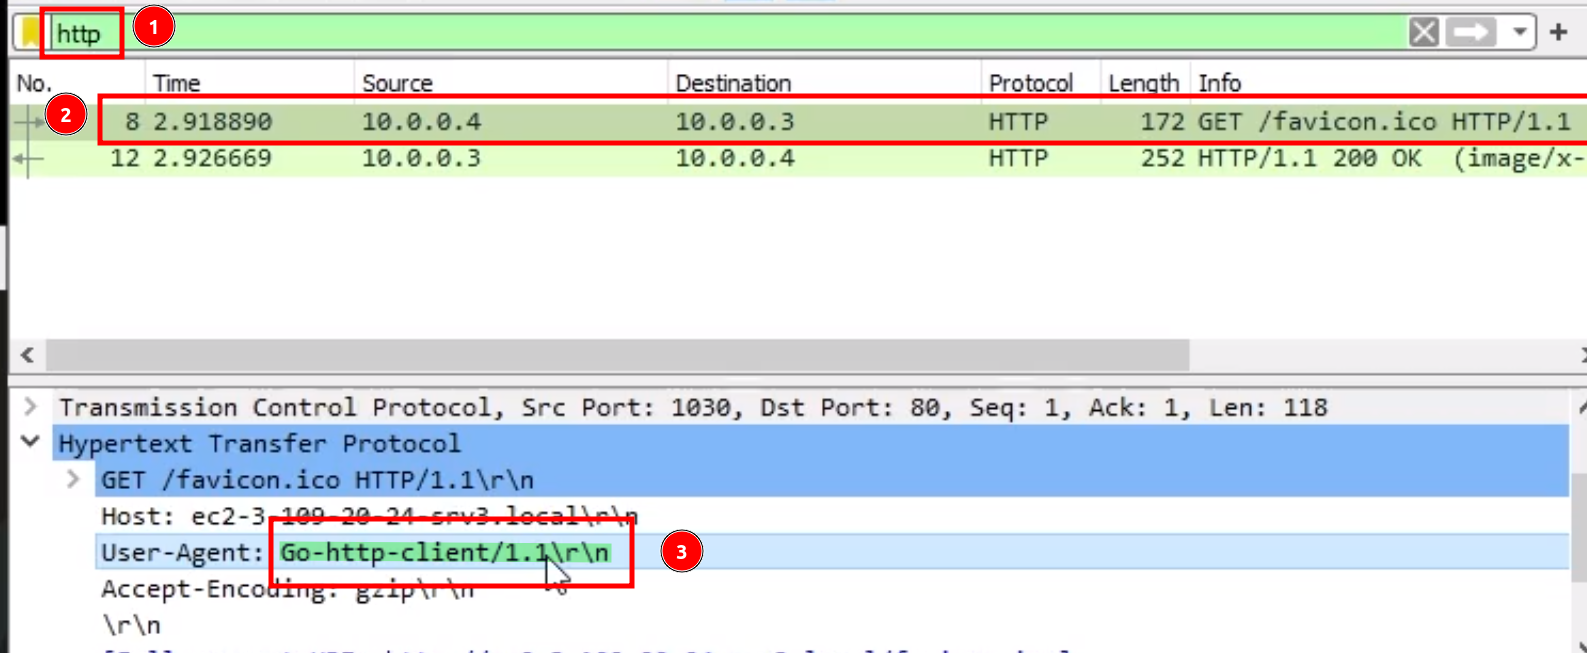 http
1
No. Time Source Destination Protocol Length Info
2
8 2.918890 10.0.0.4 10.0.0.3 HTTP 172 GET /favicon.ico HTTP/1.1
12 2.926669 10.0.0.3 10.0.0.4 HTTP 252 HTTP/1.1 200 OK (image/x-
Transmission Control Protocol, Src Port: 1030, Dst Port: 80, Seq: 1, Ack: 1, Len: 118
Hypertext Transfer Protocol
GET /favicon.ico HTTP/1.1\r\n
Host: ec2-3-109-20-24-srv3.local\r\n
User-Agent: Go-http-client/1.1\r\n
3
Accept-Encoding: gzip\r\n
\r\n